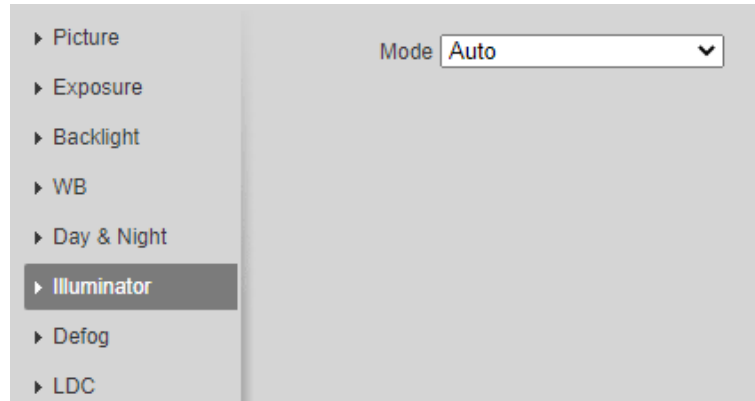 Picture
Mode Auto
Exposure
Backlight
WB
Day & Night
Illuminator
Defog
LDC